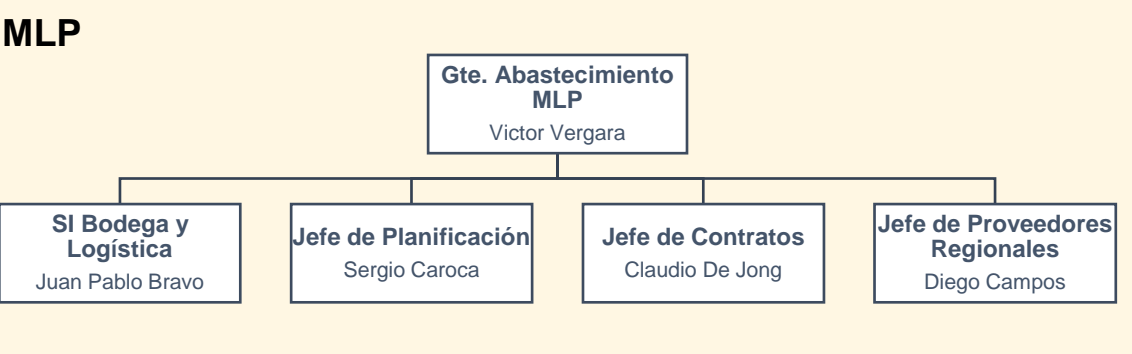 MLP
Gte. Abastecimiento
MLP
Victor Vergara
SI Bodega y
Logística
Juan Pablo Bravo
Jefe de Planificación
Sergio Caroca
Jefe de Contratos
Claudio De Jong
Jefe de Proveedores
Regionales
Diego Campos